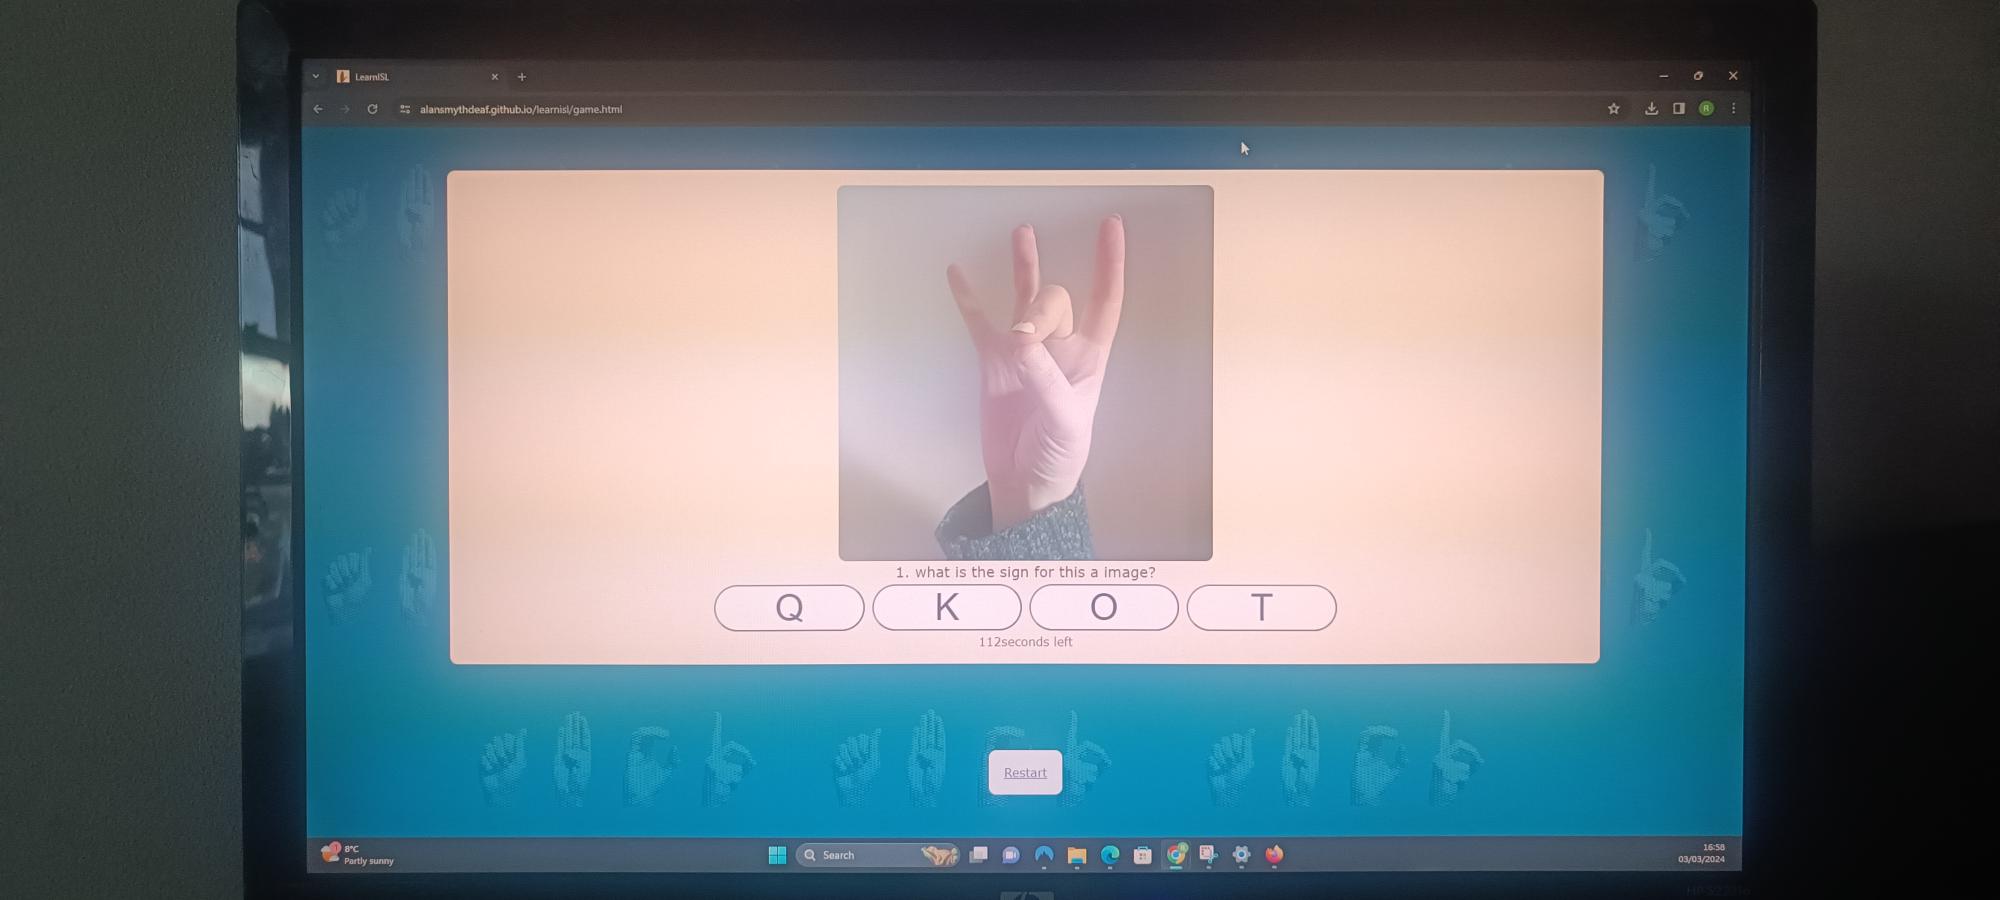 LearnISL
alansmythdeaf.github.io/learnisl/game.html
R
1. what is the sign for this a image?
Q K O T
112seconds left
Restart
8°C
Partly sunny
Search
16:58
03/03/2024